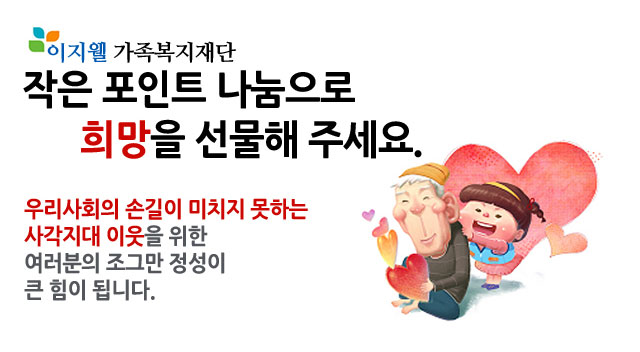 이지웰 가족복지재단
작은 포인트 나눔으로
희망을 선물해 주세요.
우리사회의 손길이 미치지 못하는
사각지대 이웃을 위한
여러분의 조그만 정성이
큰 힘이 됩니다.